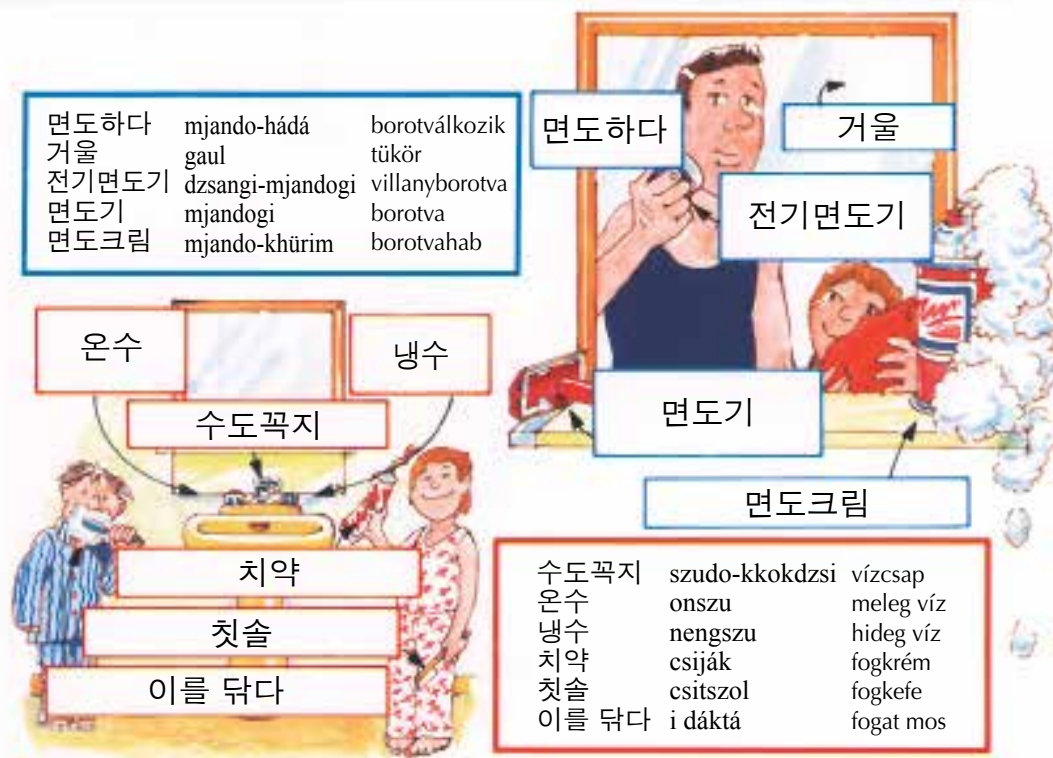 면도하다 mjando-hádá borotválkozik
거울 gaul tükör
전기면도기 dzsangi-mjandogi villanyborotva
면도기 mjandogi borotva
면도크림 mjando-khürim borotvahab
면도하다
거울
전기면도기
면도기
면도크림
온수
냉수
수도꼭지
치약
칫솔
이를 닦다
수도꼭지 szudo-kkokdzsi vízcsap
온수 onszu meleg víz
냉수 nengszu hideg víz
치약 csiják fogkrém
칫솔 csitszol fogkefe
이를 닦다 i dáktá fogat mos